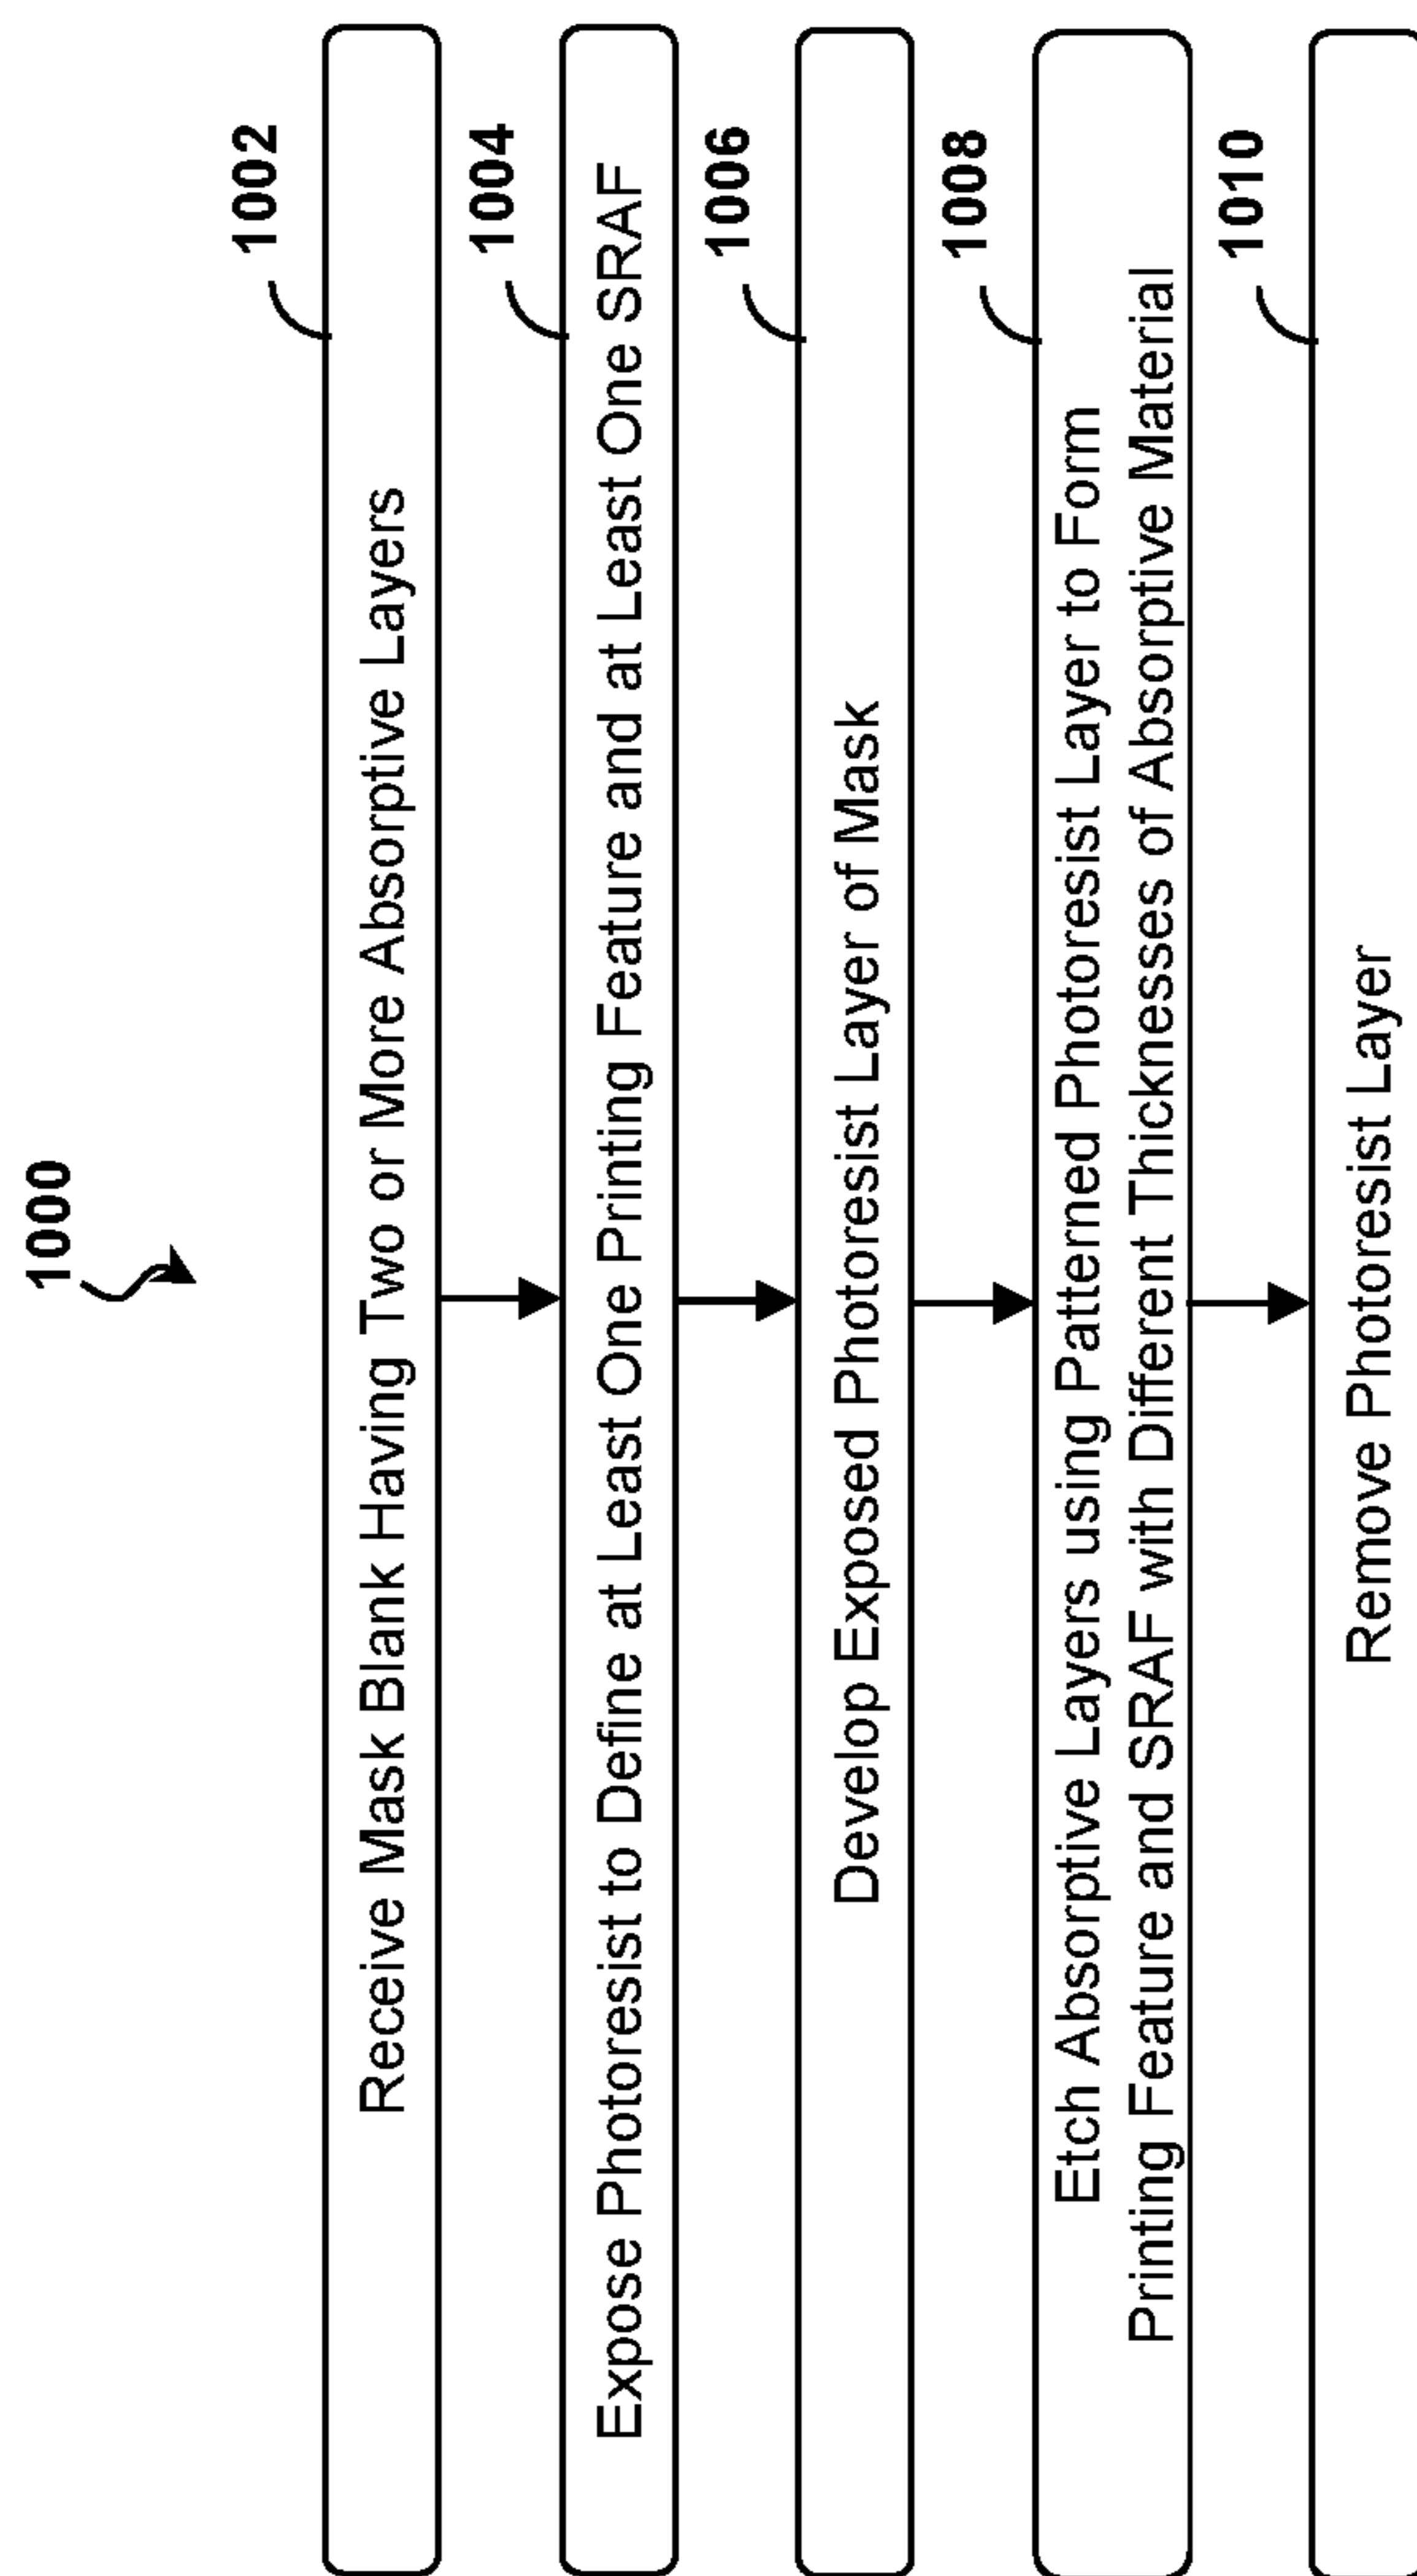 1000
1002
Receive Mask Blank Having Two or More Absorptive Layers
1004
Expose Photoresist to Define at Least One Printing Feature and at Least One SRAF
1006
Develop Exposed Photoresist Layer of Mask
1008
Etch Absorptive Layers using Patterned Photoresist Layer to Form
Printing Feature and SRAF with Different Thicknesses of Absorptive Material
1010
Remove Photoresist Layer